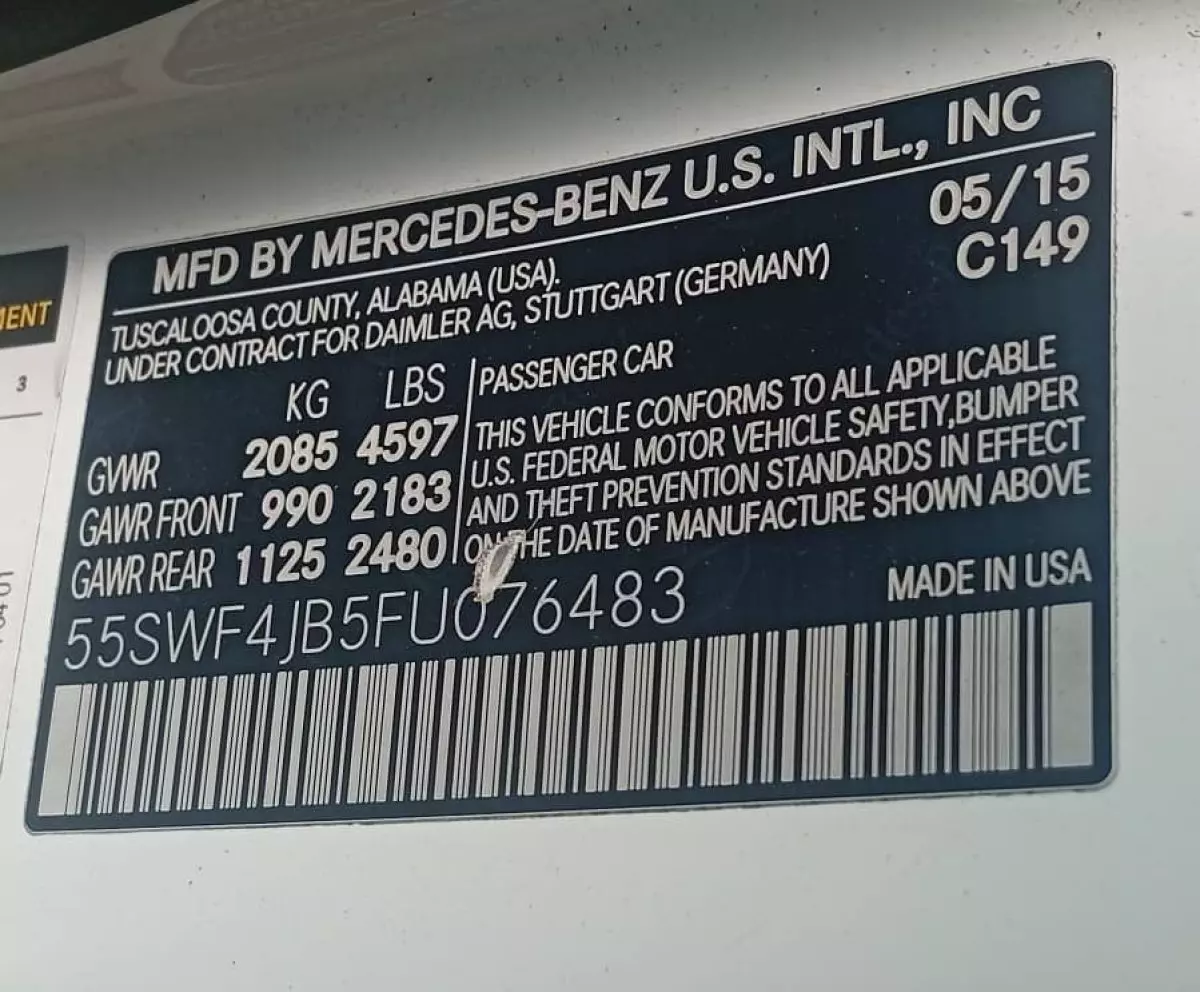 MFD BY MERCEDES-BENZ U.S. INTL., INC
TUSCALOOSA COUNTY, ALABAMA (USA).
UNDER CONTRACT FOR DAIMLER AG, STUTTGART (GERMANY)
05/15
C149
KG LBS
GVWR 2085 4597
GAWR FRONT 990 2183
GAWR REAR 1125 2480
PASSENGER CAR
THIS VEHICLE CONFORMS TO ALL APPLICABLE
U.S. FEDERAL MOTOR VEHICLE SAFETY,BUMPER
AND THEFT PREVENTION STANDARDS IN EFFECT
ON THE DATE OF MANUFACTURE SHOWN ABOVE
55SWF4JB5FU076483
MADE IN USA
3